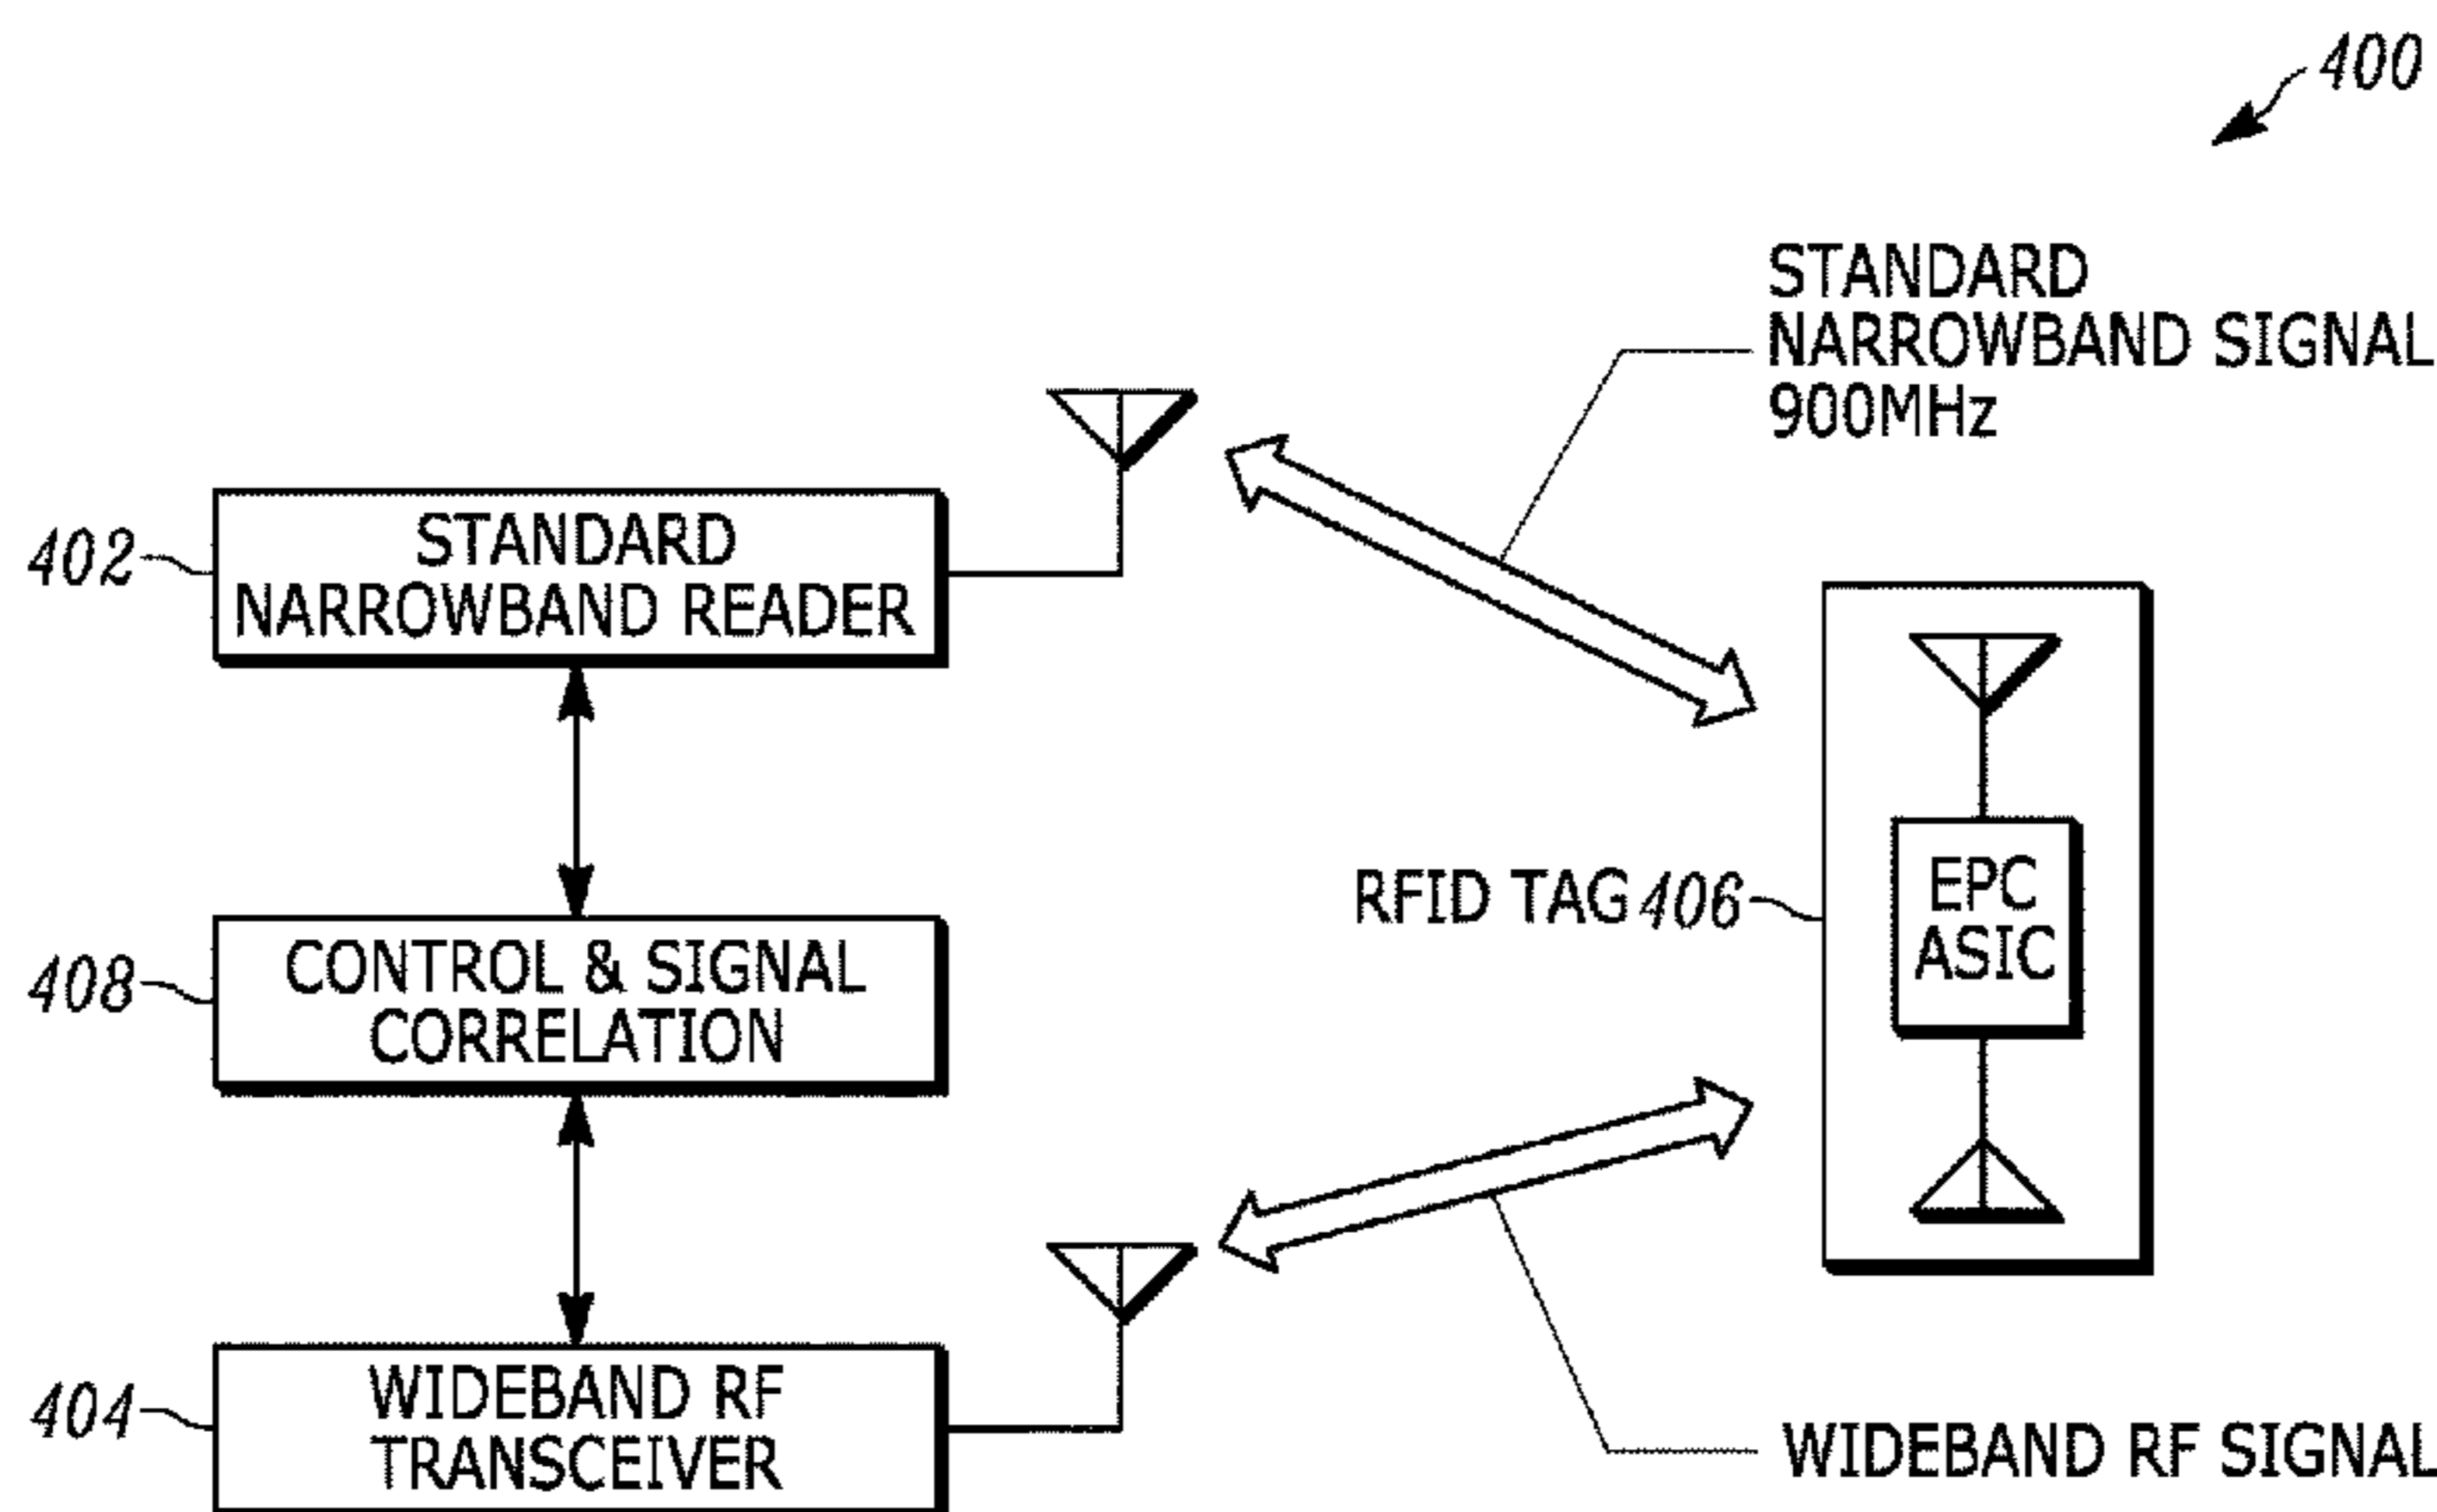 400
STANDARD
NARROWBAND SIGNAL
900MHz
402
STANDARD
NARROWBAND READER
RFID TAG 406
EPC
ASIC
408
CONTROL & SIGNAL
CORRELATION
404
WIDEBAND RF
TRANSCEIVER
WIDEBAND RF SIGNAL